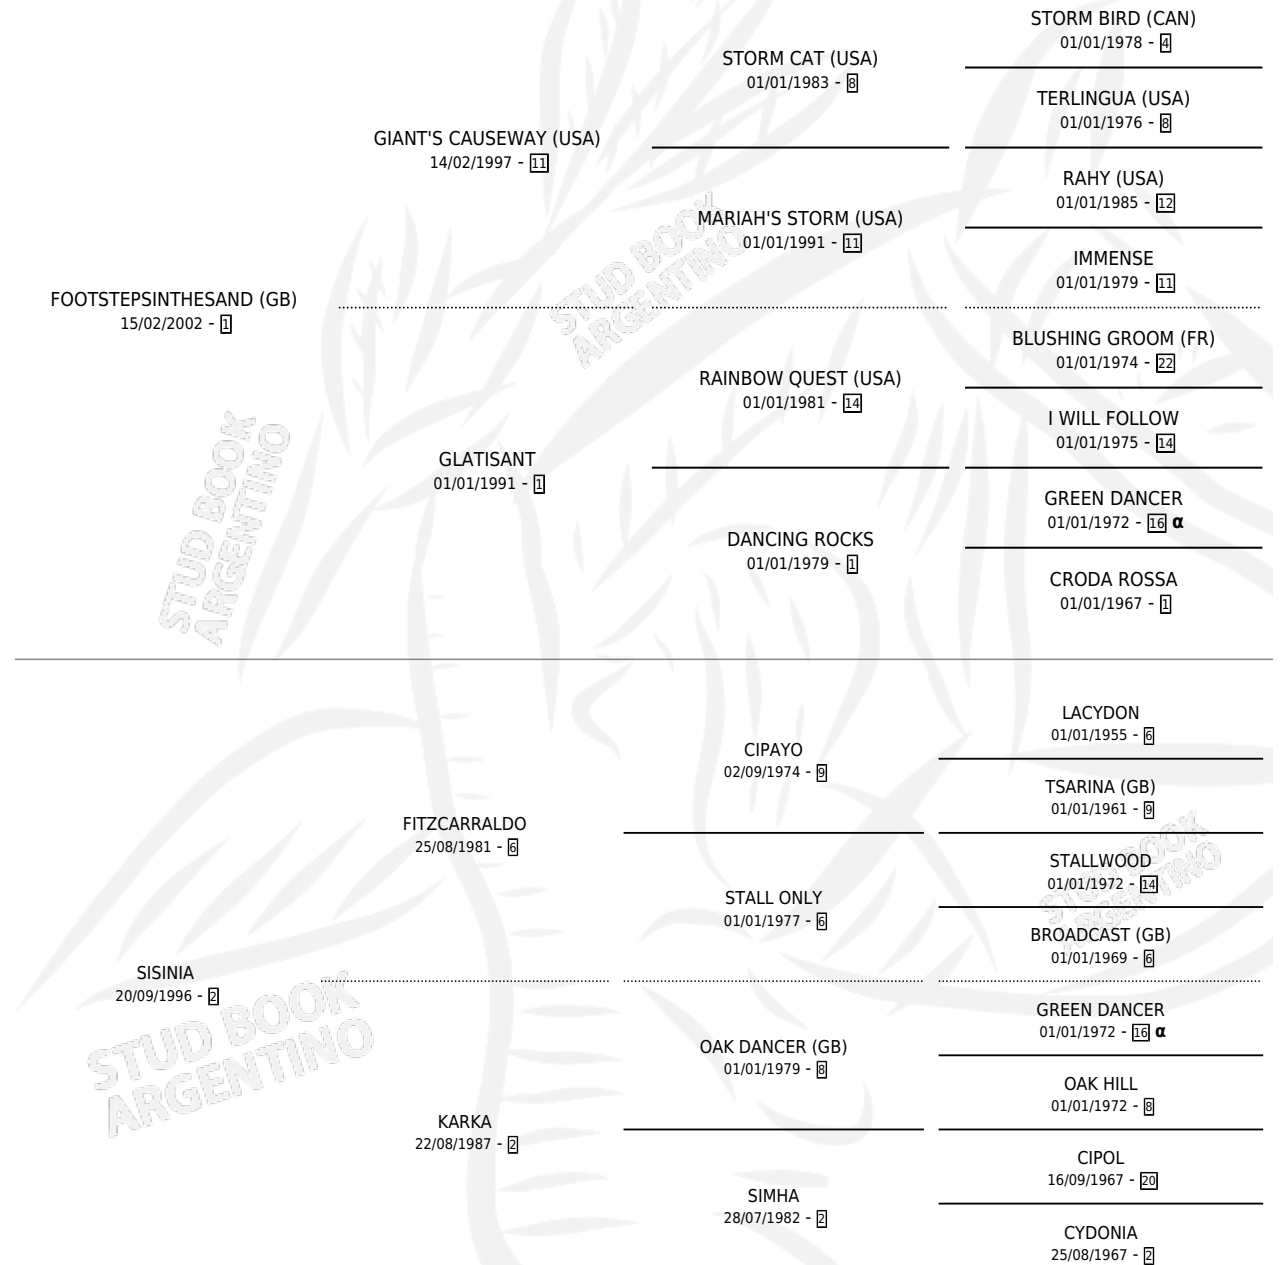 STORM BIRD (CAN)
01/01/1978 - 4
STORM CAT (USA)
01/01/1983 - 8
TERLINGUA (USA)
01/01/1976 - 8
GIANT'S CAUSEWAY (USA)
14/02/1997 - 11
RAHY (USA)
01/01/1985 - 12
MARIAH'S STORM (USA)
01/01/1991 - 11
IMMENSE
01/01/1979 - 11
FOOTSTEPSINTHESAND (GB)
15/02/2002 - 1
BLUSHING GROOM (FR)
01/01/1974 - 22
RAINBOW QUEST (USA)
01/01/1981 - 14
I WILL FOLLOW
01/01/1975 - 14
GLATISANT
01/01/1991 - 1
GREEN DANCER
01/01/1972 - 16 α
DANCING ROCKS
01/01/1979 - 1
CRODA ROSSA
01/01/1967 - 1
LACYDON
01/01/1955 - 6
CIPAYO
02/09/1974 - 9
TSARINA (GB)
01/01/1961 - 9
FITZCARRALDO
25/08/1981 - 6
STALLWOOD
01/01/1972 - 14
STALL ONLY
01/01/1977 - 6
BROADCAST (GB)
01/01/1969 - 6
SISINIA
20/09/1996 - 2
GREEN DANCER
01/01/1972 - 16 α
OAK DANCER (GB)
01/01/1979 - 8
OAK HILL
01/01/1972 - 8
KARKA
22/08/1987 - 2
CIPOL
16/09/1967 - 20
SIMHA
28/07/1982 - 2
CYDONIA
25/08/1967 - 2
STUD BOOK
ARGENTINO
STUD BOOK
ARGENTINO
STUD BOOK
ARGENTINO
STUD BOOK
ARGENTINO